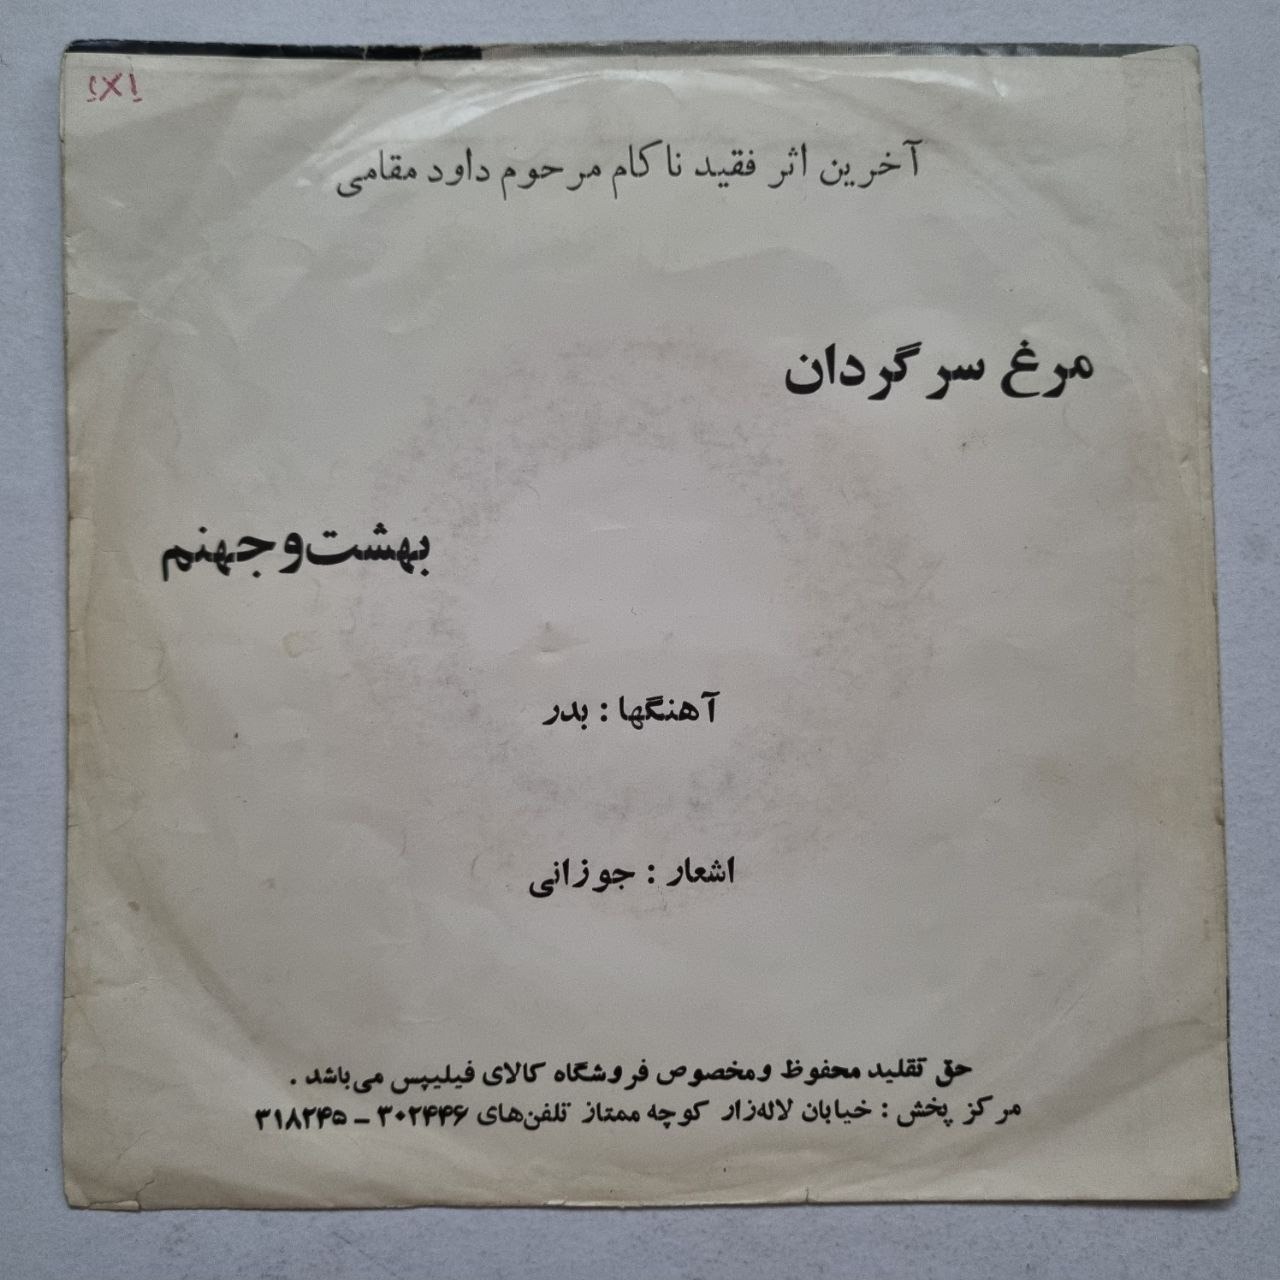 آخرین اثر فقید ناکام مرحوم داود مقامی
مرغ سرگردان
بهشت و جهنم
آهنگها : بدر
اشعار : جوزانی
حق تقلید محفوظ ومخصوص فروشگاه کالای فیلیپس می‌باشد .
مرکز پخش : خیابان لاله‌زار کوچه ممتاز تلفن‌های ۳۰۲۴۴۶ - ۳۱۸۲۴۵